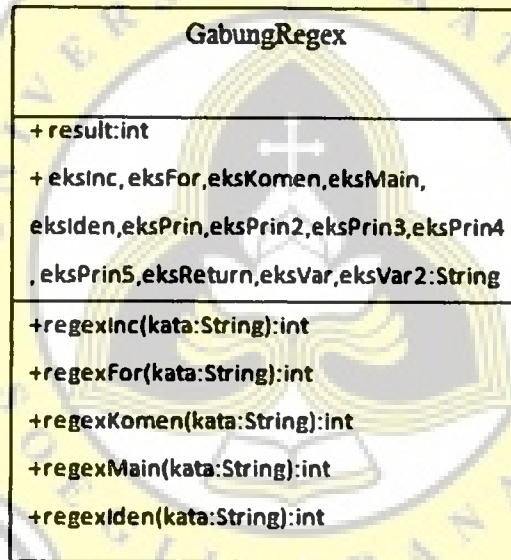 GabungRegex
+ result:int
+ eksInc, eksFor,eksKomen,eksMain,
eksIden,eksPrin,eksPrin2,eksPrin3,eksPrin4
, eksPrin5,eksReturn,eksVar,eksVar2:String
+regexInc(kata:String):int
+regexFor(kata:String):int
+regexKomen(kata:String):int
+regexMain(kata:String):int
+regexIden(kata:String):int